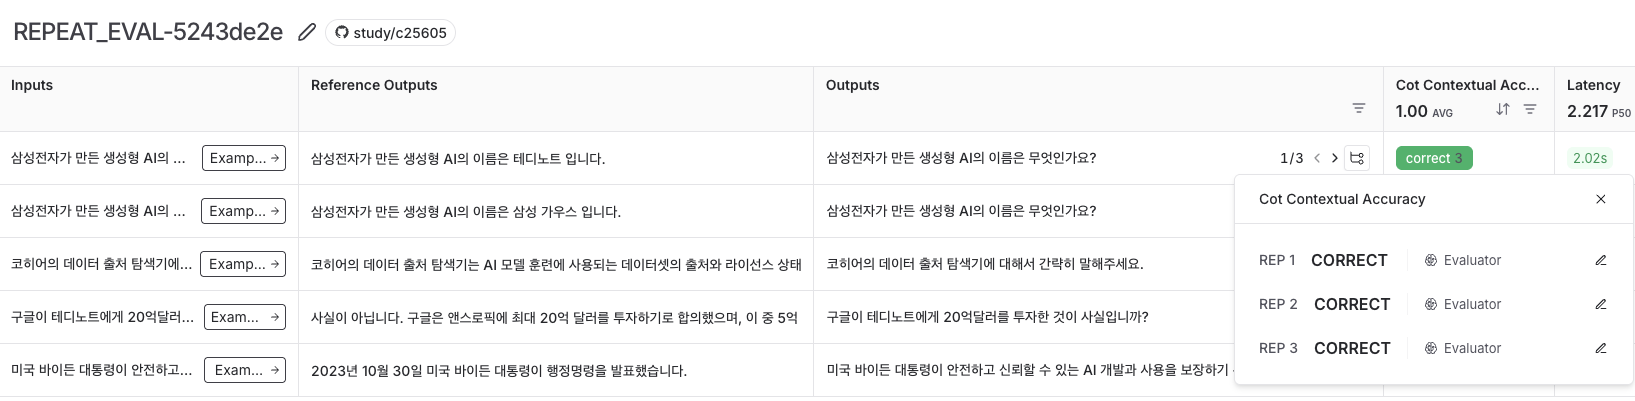 REPEAT_EVAL-5243de2e study/c25605
Inputs Reference Outputs Outputs Cot Contextual Acc... Latency
1.00 AVG 2.217 P50
삼성전자가 만든 생성형 AI의 ... Examp... → 삼성전자가 만든 생성형 AI의 이름은 테디노트 입니다. 삼성전자가 만든 생성형 AI의 이름은 무엇인가요? 1/3 correct 3 2.02s
삼성전자가 만든 생성형 AI의 ... Examp... → 삼성전자가 만든 생성형 AI의 이름은 삼성 가우스 입니다. 삼성전자가 만든 생성형 AI의 이름은 무엇인가요?
코히어의 데이터 출처 탐색기에... Examp... → 코히어의 데이터 출처 탐색기는 AI 모델 훈련에 사용되는 데이터셋의 출처와 라이선스 상태 코히어의 데이터 출처 탐색기에 대해서 간략히 말해주세요.
구글이 테디노트에게 20억달러... Exam... → 사실이 아닙니다. 구글은 앤스로픽에 최대 20억 달러를 투자하기로 합의했으며, 이 중 5억 구글이 테디노트에게 20억달러를 투자한 것이 사실입니까?
미국 바이든 대통령이 안전하고... Exam... → 2023년 10월 30일 미국 바이든 대통령이 행정명령을 발표했습니다. 미국 바이든 대통령이 안전하고 신뢰할 수 있는 AI 개발과 사용을 보장하기
Cot Contextual Accuracy
REP 1 CORRECT Evaluator
REP 2 CORRECT Evaluator
REP 3 CORRECT Evaluator